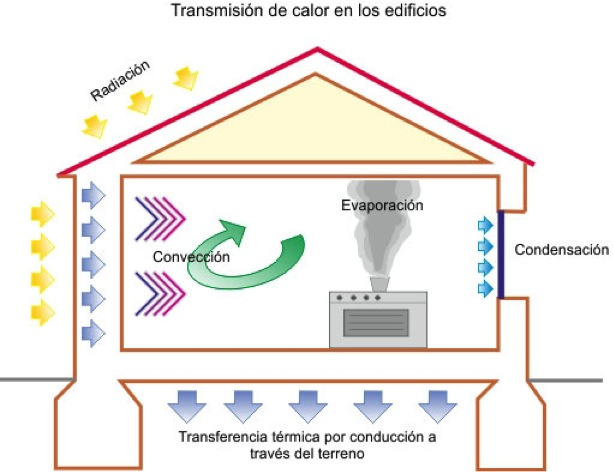 Transmisión de calor en los edificios
Radiación
Evaporación
Convección
Condensación
Transferencia térmica por conducción a
través del terreno